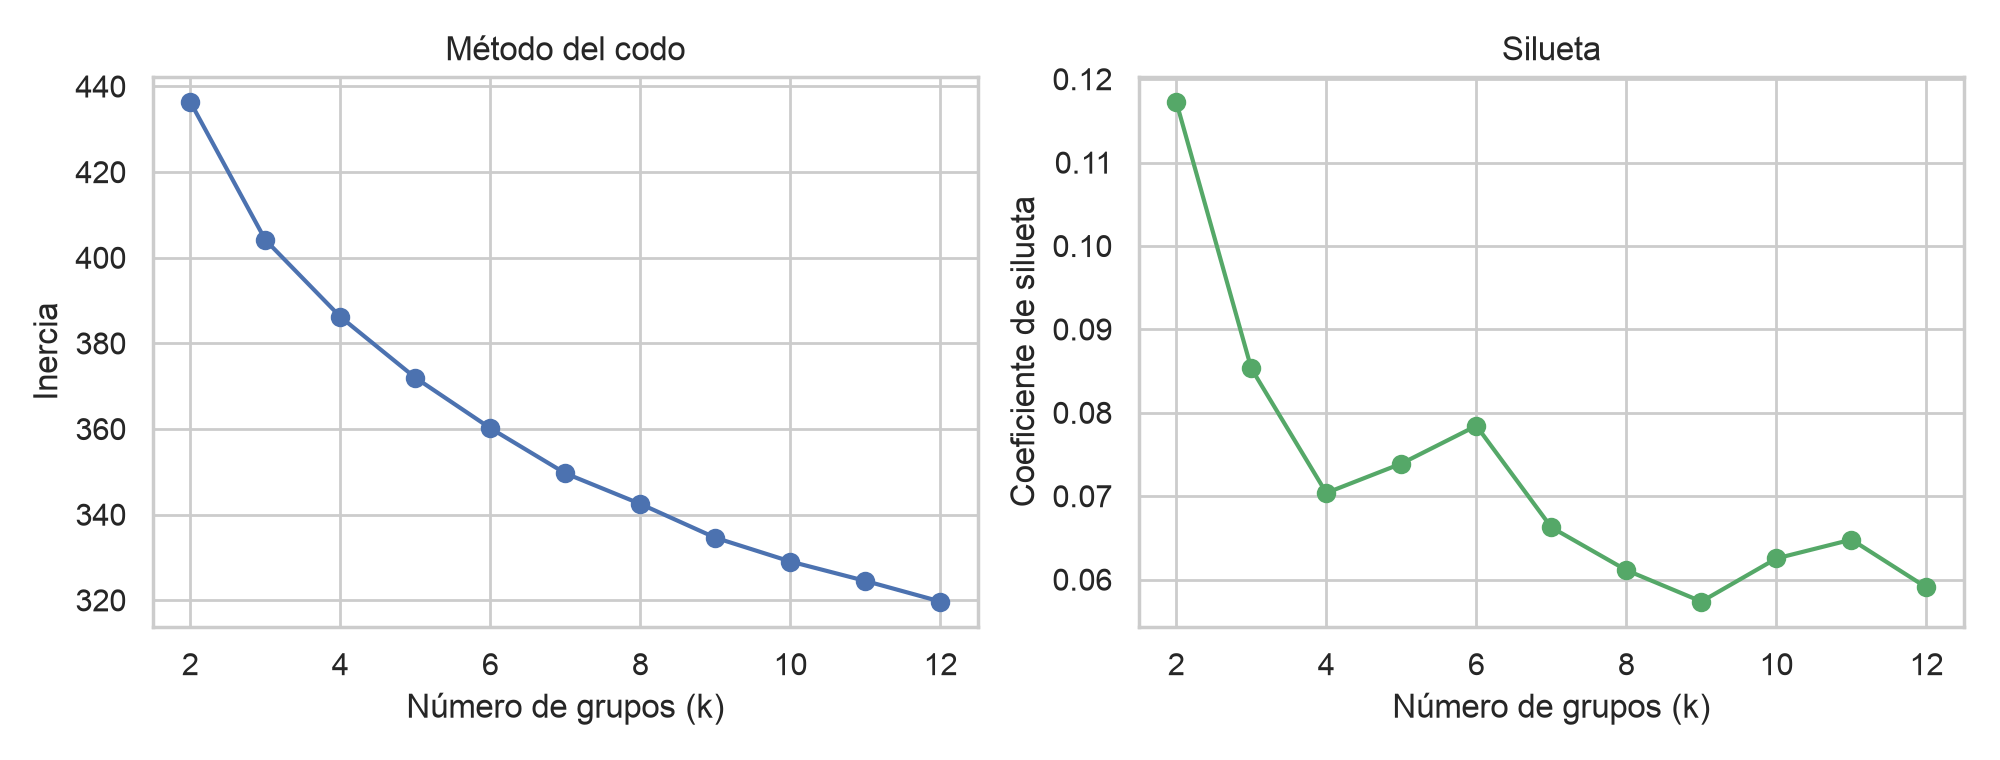 Método del codo
440
420
400
380
360
340
320
Inercia
2 4 6 8 10 12
Número de grupos (k)
Silueta
0.12
0.11
0.10
0.09
0.08
0.07
0.06
Coeficiente de silueta
2 4 6 8 10 12
Número de grupos (k)